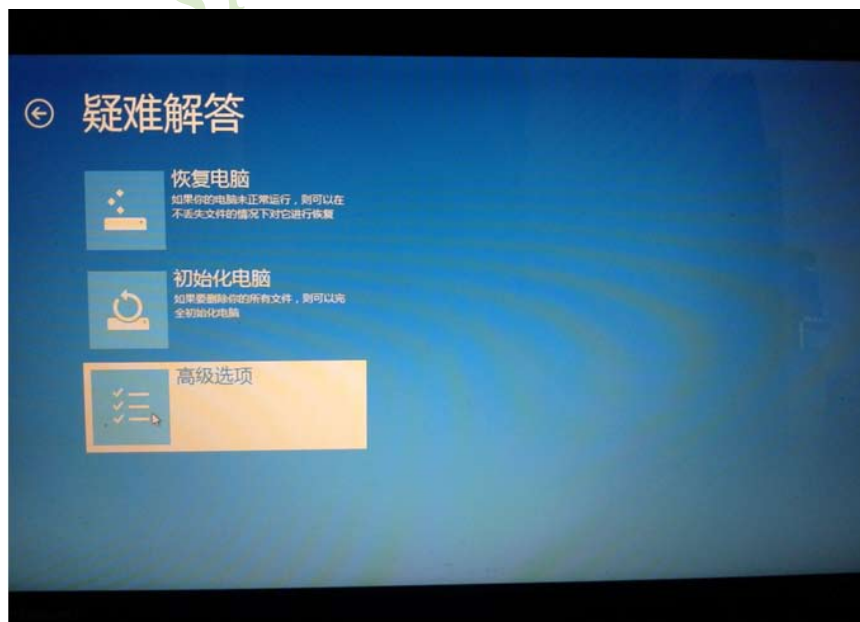 疑难解答
恢复电脑
如果你的电脑未正常运行，则可以在
不丢失文件的情况下对它进行恢复
初始化电脑
如果要删除你的所有文件，则可以完
全初始化电脑
高级选项